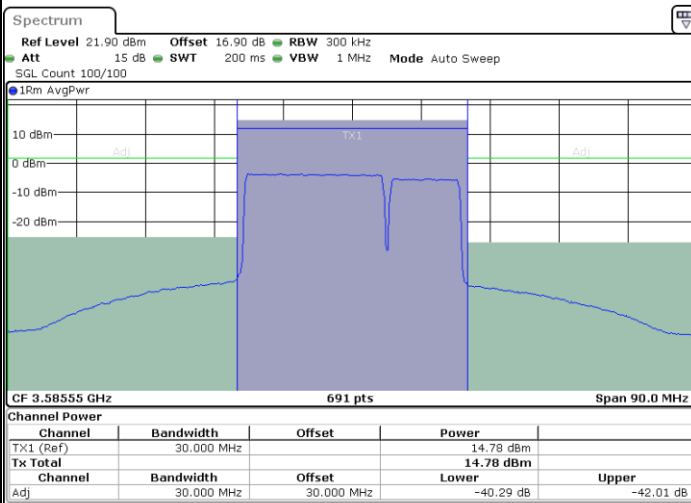 Spectrum
Ref Level 21.90 dBm Offset 16.90 dB RBW 300 kHz
Att 15 dB SWT 200 ms VBW 1 MHz Mode Auto Sweep
SGL Count 100/100
1Rm AvgPwr
10 dBm
TX1
Adj
Adj
0 dBm
-10 dBm
-20 dBm
CF 3.58555 GHz 691 pts Span 90.0 MHz
Channel Power
Channel Bandwidth Offset Power
TX1 (Ref) 30.000 MHz 14.78 dBm
Tx Total 14.78 dBm
Channel Bandwidth Offset Lower Upper
Adj 30.000 MHz 30.000 MHz -40.29 dB -42.01 dB